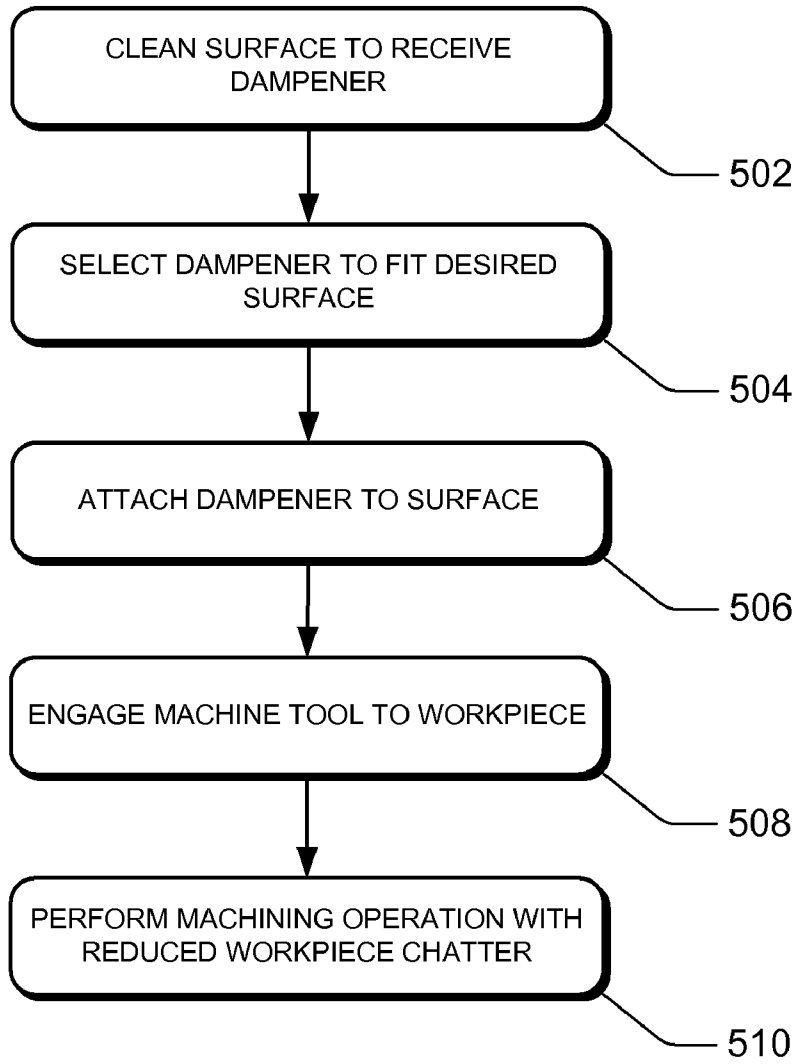 CLEAN SURFACE TO RECEIVE
DAMPENER
502
SELECT DAMPENER TO FIT DESIRED
SURFACE
504
ATTACH DAMPENER TO SURFACE
506
ENGAGE MACHINE TOOL TO WORKPIECE
508
PERFORM MACHINING OPERATION WITH
REDUCED WORKPIECE CHATTER
510